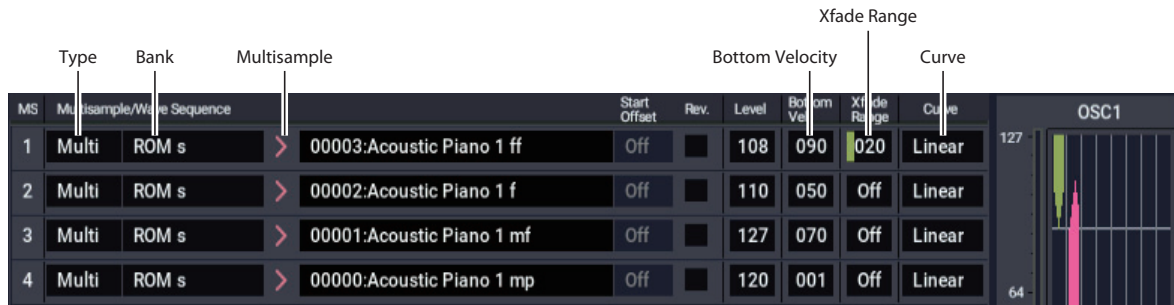 Xfade Range
Type Bank Multisample Bottom Velocity Curve
MS Multisample/Wave Sequence Start Offset Rev. Level Bottom Vel. Xfade Range Curve OSC1
1 Multi ROM s > 00003:Acoustic Piano 1 ff Off 108 090 020 Linear 127
2 Multi ROM s > 00002:Acoustic Piano 1 f Off 110 050 Off Linear
3 Multi ROM s > 00001:Acoustic Piano 1 mf Off 127 070 Off Linear
4 Multi ROM s > 00000:Acoustic Piano 1 mp Off 120 001 Off Linear 64